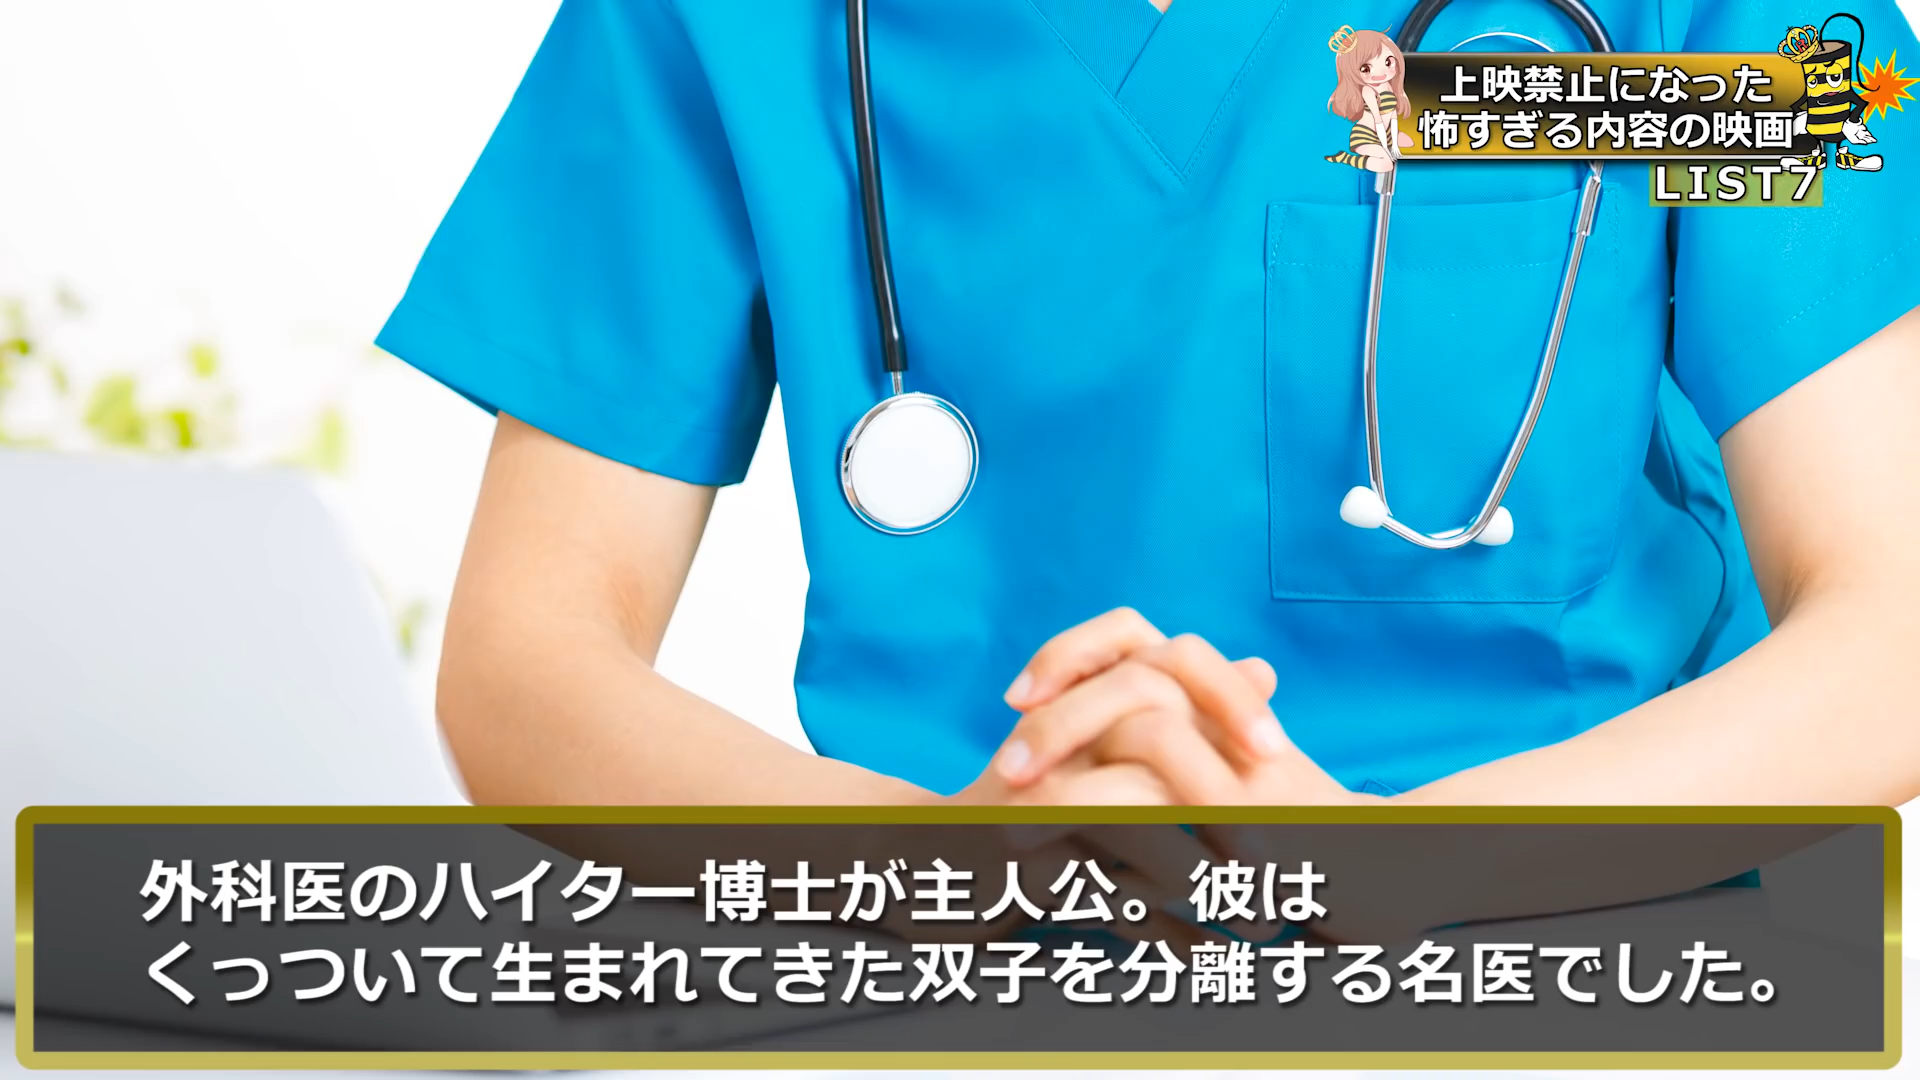 上映禁止になった
怖すぎる内容の映画
LIST7
外科医のハイター博士が主人公。彼は
くっついて生まれてきた双子を分離する名医でした。